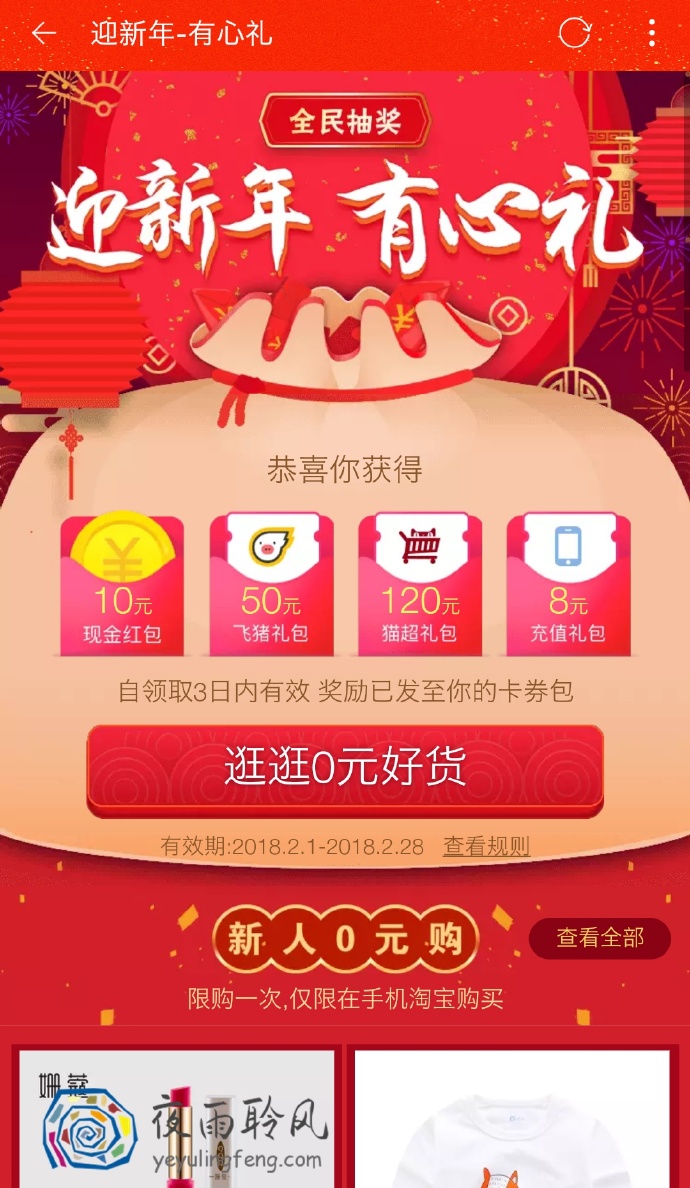 迎新年-有心礼
全民抽奖
迎新年 有心礼
恭喜你获得
10元 50元 120元 8元
现金红包 飞猪礼包 猫超礼包 充值礼包
自领取3日内有效 奖励已发至你的卡券包
逛逛0元好货
有效期:2018.2.1-2018.2.28 查看规则
新人0元购 查看全部
限购一次,仅限在手机淘宝购买
姗拉娜
夜雨聆风
yeyulingfeng.com